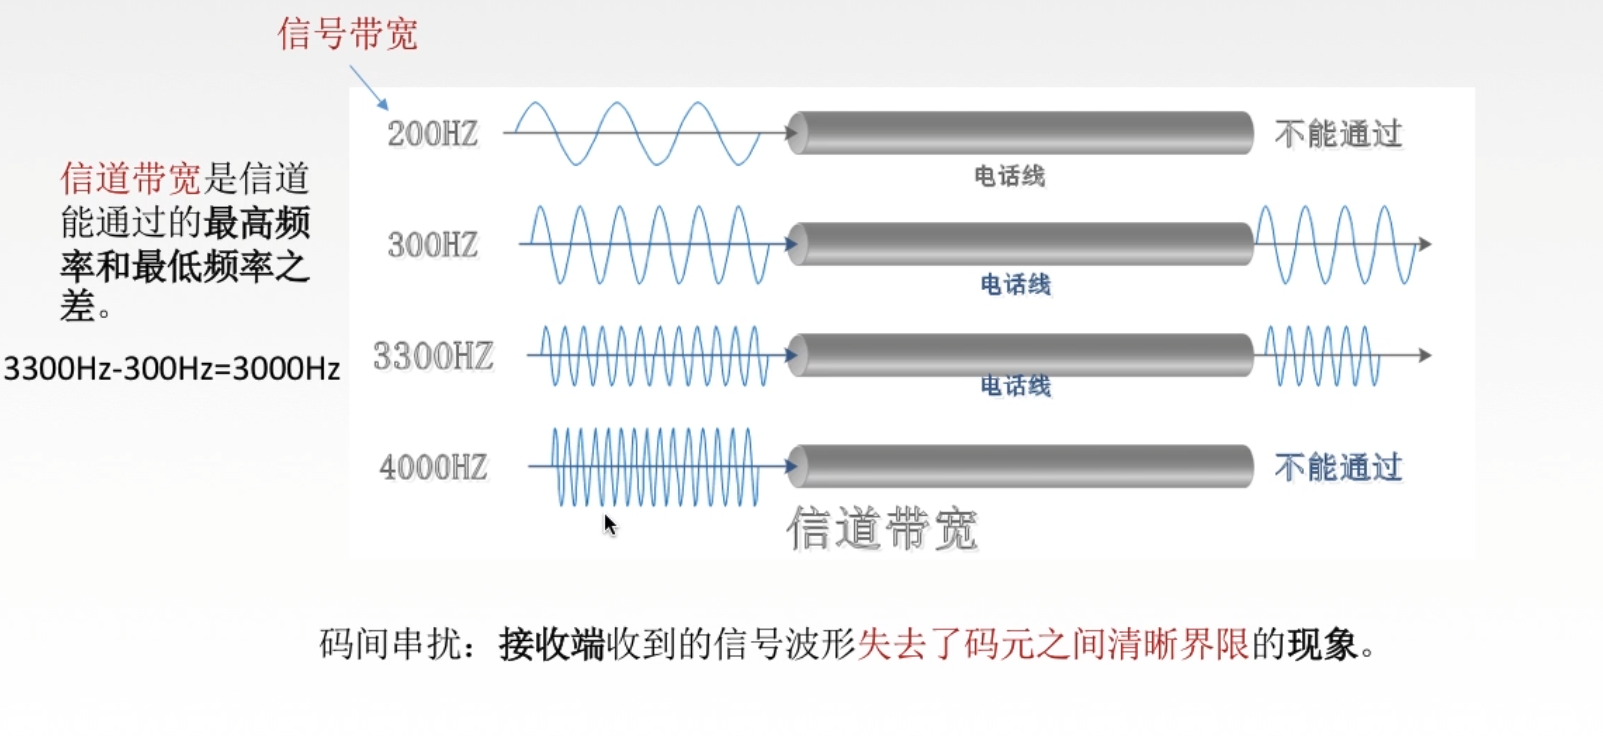 信号带宽
200HZ
不能通过
电话线
信道带宽是信道
能通过的最高频
率和最低频率之
差。
300HZ
电话线
3300Hz-300Hz=3000Hz
3300HZ
电话线
4000HZ
不能通过
信道带宽
码间串扰：接收端收到的信号波形失去了码元之间清晰界限的现象。